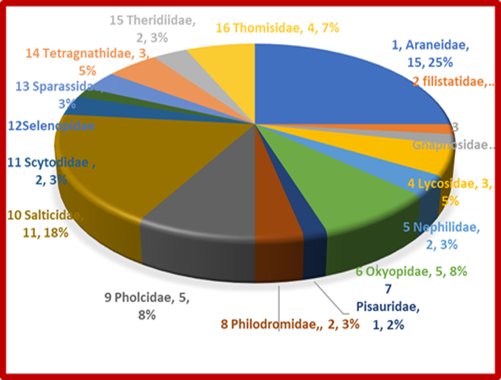 15 Theridiidae,
2, 3%
16 Thomisidae, 4, 7%
14 Tetragnathidae, 3,
5%
1, Araneidae,
15, 25%
2 filistatidae,...
13 Sparassida
3%
3
Gnaphosidae...
12Selenopidae
11 Scytodidae ,
2, 3%
4 Lycosidae, 3,
5%
10 Salticidae,
11, 18%
5 Nephilidae,
2, 3%
6 Okyopidae, 5, 8%
7
Pisauridae,
1, 2%
9 Pholcidae, 5,
8%
8 Philodromidae,, 2, 3%